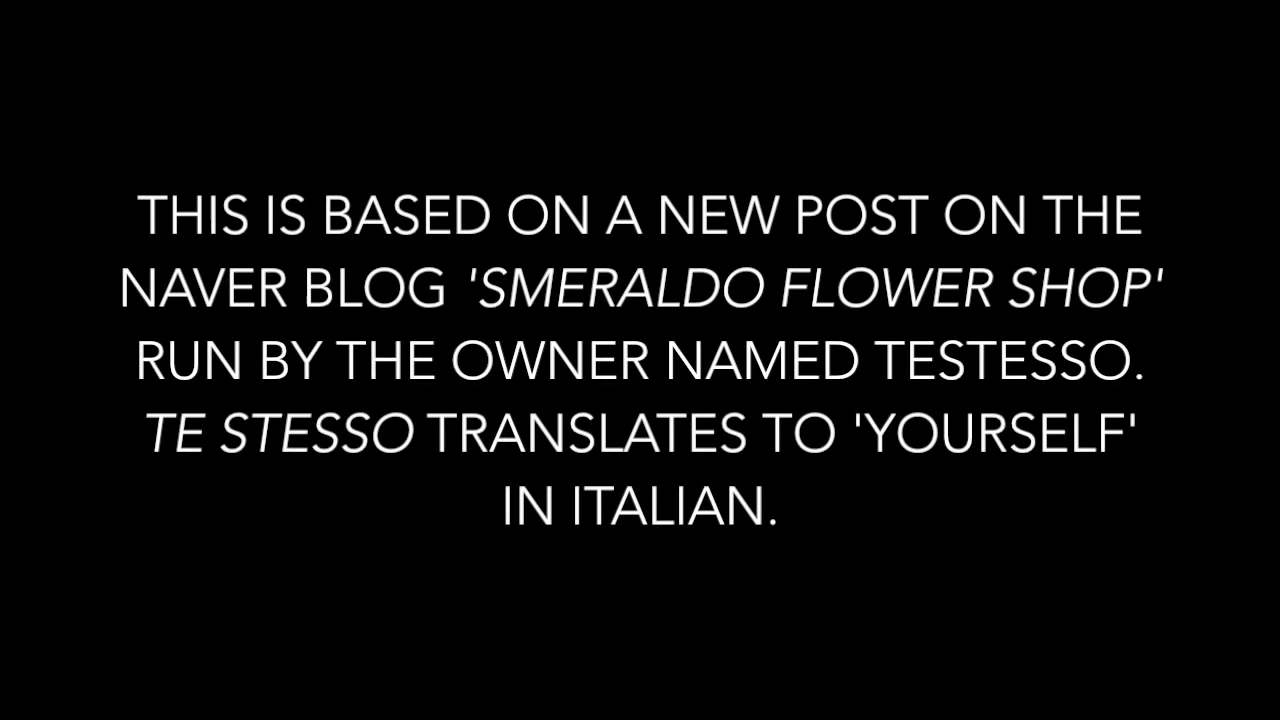 THIS IS BASED ON A NEW POST ON THE
NAVER BLOG 'SMERALDO FLOWER SHOP'
RUN BY THE OWNER NAMED TESTESSO.
TE STESSO TRANSLATES TO 'YOURSELF'
IN ITALIAN.